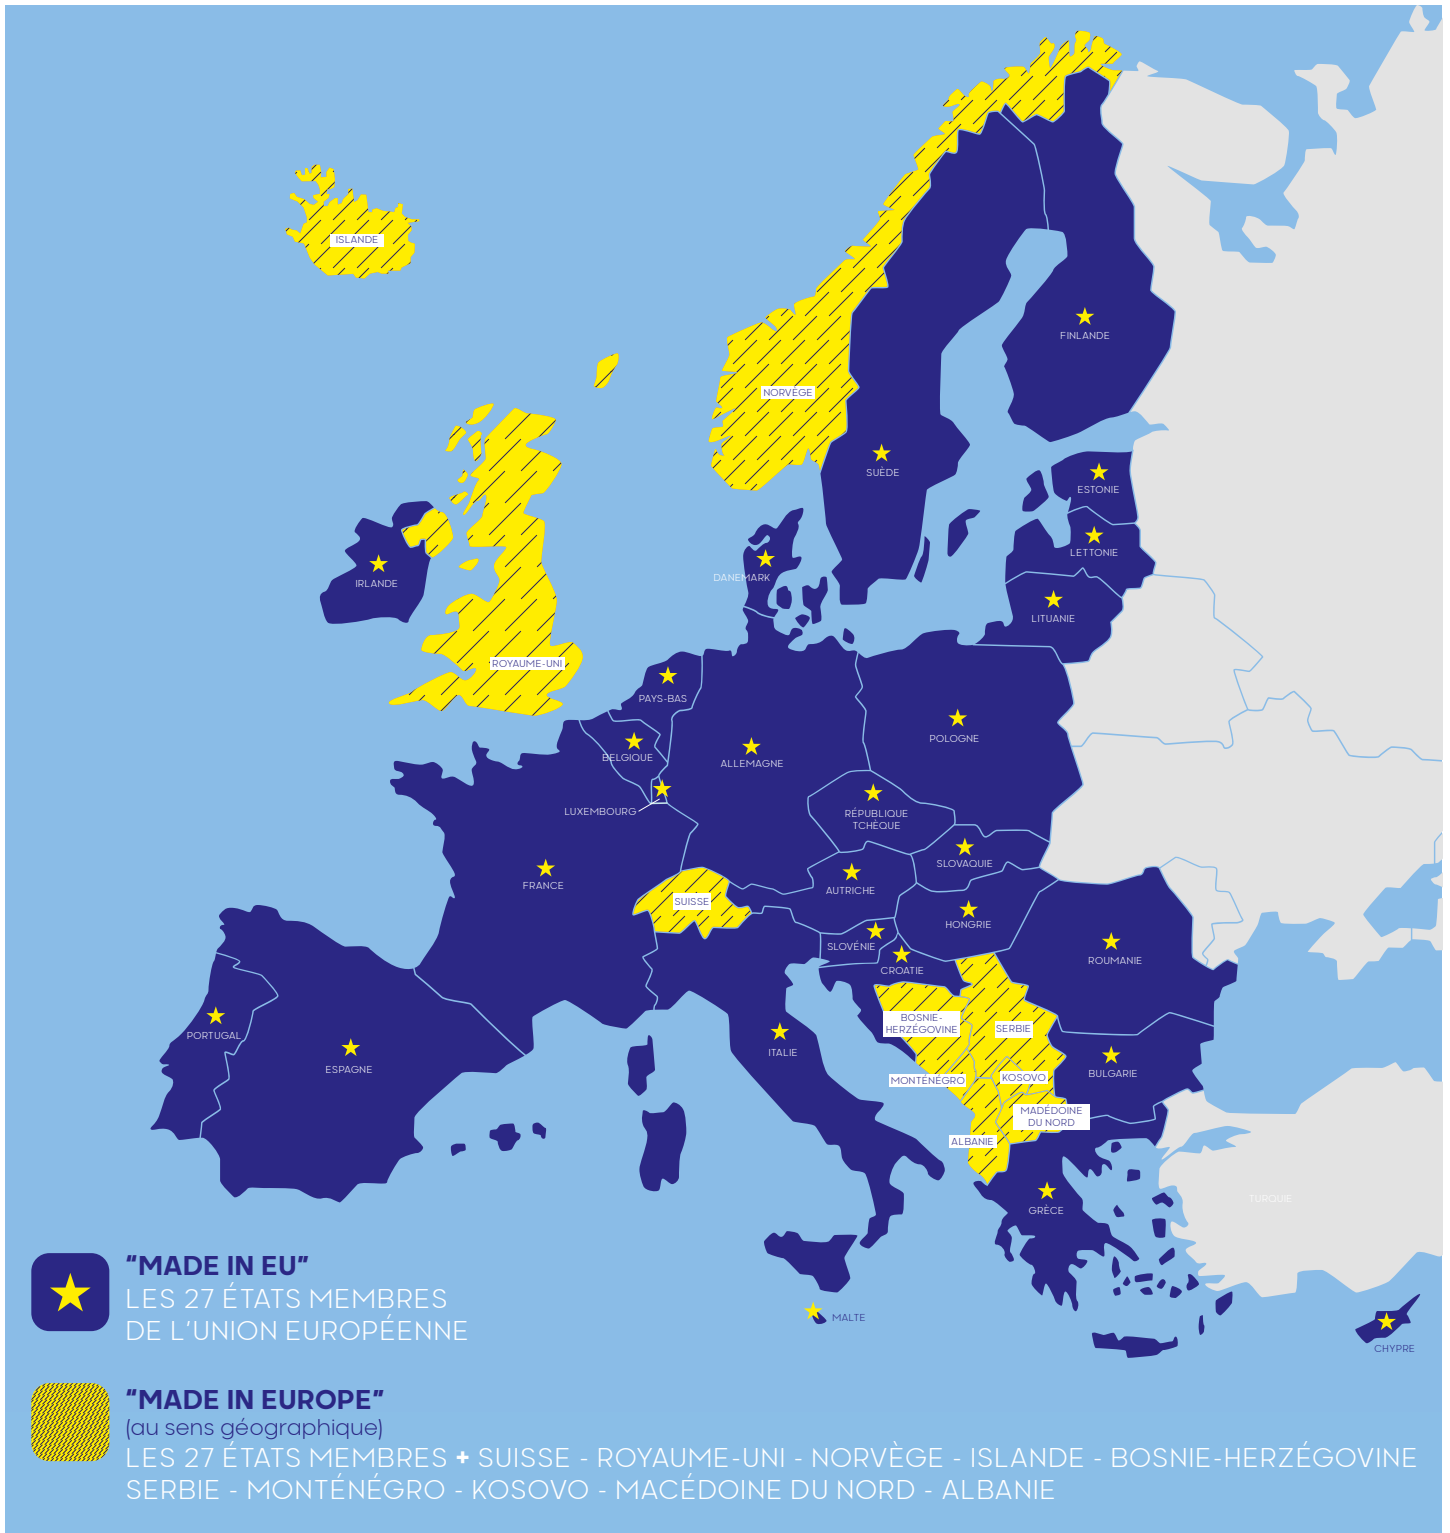 ISLANDE
FINLANDE
NORVÈGE
SUÈDE
ESTONIE
LETTONIE
DANEMARK
IRLANDE
LITUANIE
ROYAUME-UNI
PAYS-BAS
POLOGNE
BELGIQUE
ALLEMAGNE
LUXEMBOURG
RÉPUBLIQUE
TCHÈQUE
SLOVAQUIE
FRANCE
AUTRICHE
SUISSE
HONGRIE
SLOVÉNIE
ROUMANIE
CROATIE
BOSNIE-
HERZÉGOVINE
SERBIE
PORTUGAL
ITALIE
ESPAGNE
BULGARIE
MONTÉNÉGRO
KOSOVO
MADÉDOINE
DU NORD
ALBANIE
TURQUIE
GRÈCE
MALTE
CHYPRE
“MADE IN EU”
LES 27 ÉTATS MEMBRES
DE L’UNION EUROPÉENNE
“MADE IN EUROPE”
(au sens géographique)
LES 27 ÉTATS MEMBRES + SUISSE - ROYAUME-UNI - NORVÈGE - ISLANDE - BOSNIE-HERZÉGOVINE
SERBIE - MONTÉNÉGRO - KOSOVO - MACÉDOINE DU NORD - ALBANIE